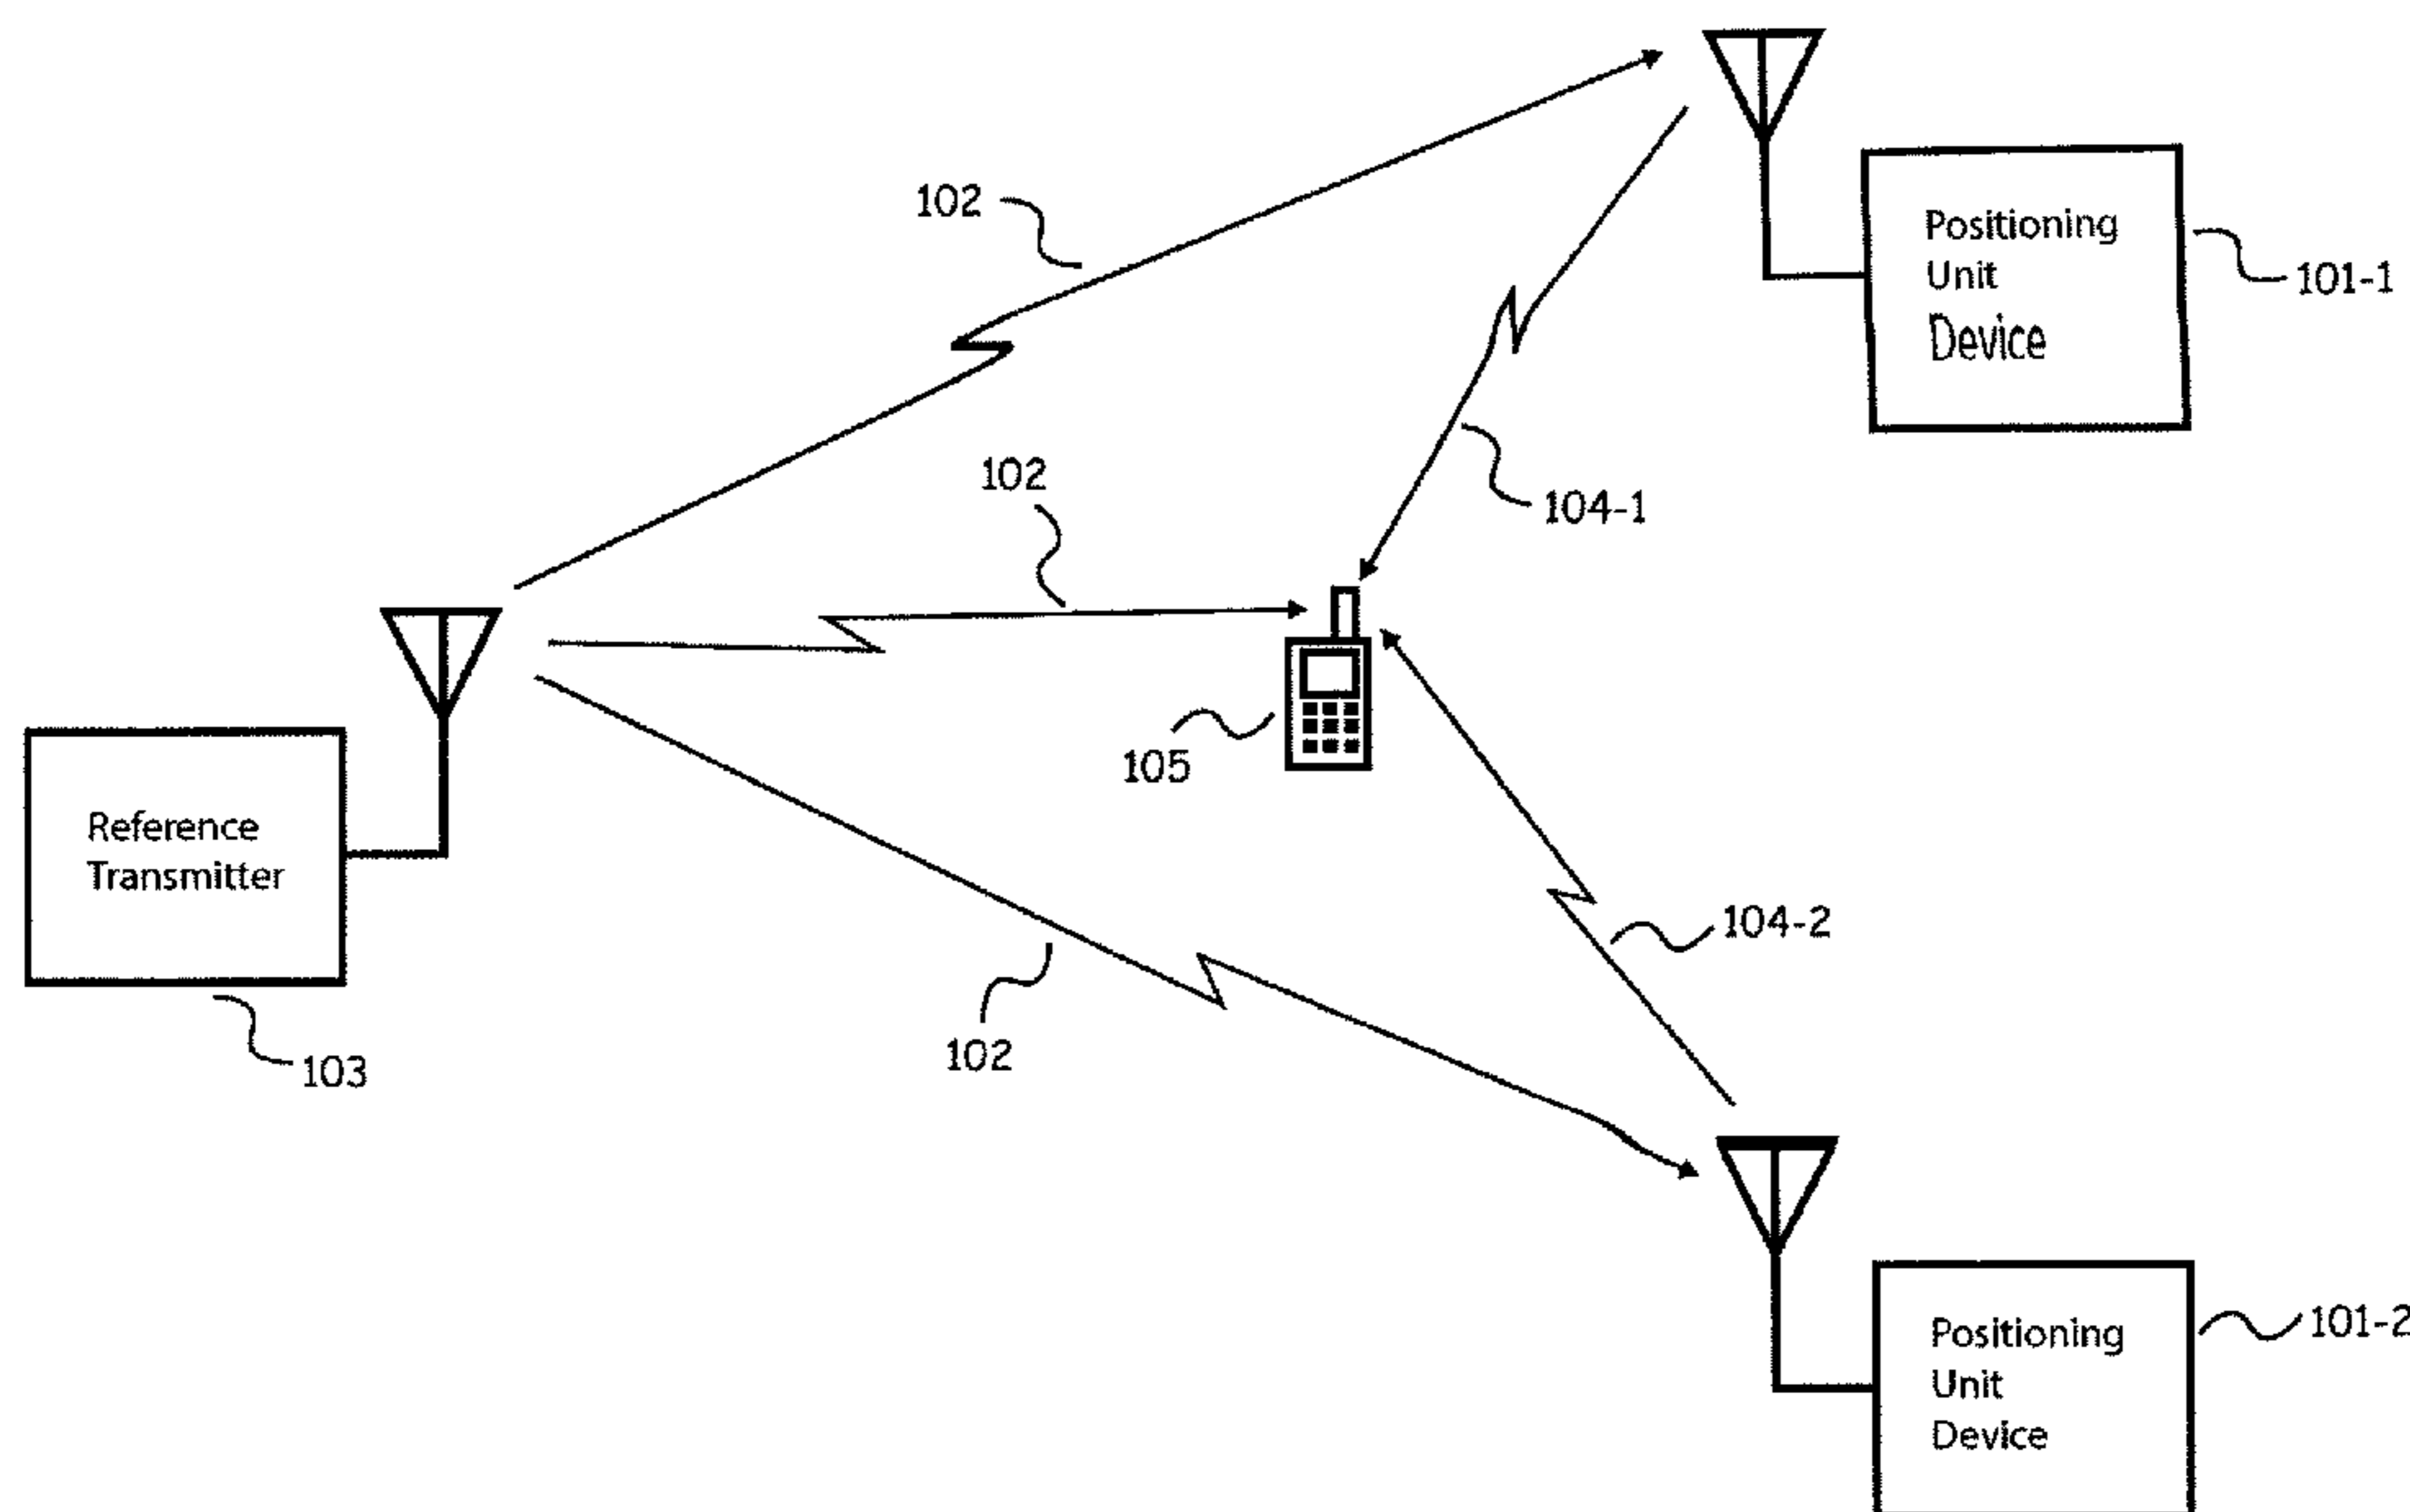 102
Positioning
Unit
Device
101-1
102
104-1
105
Reference
Transmitter
103
104-2
102
Positioning
Unit
Device
101-2